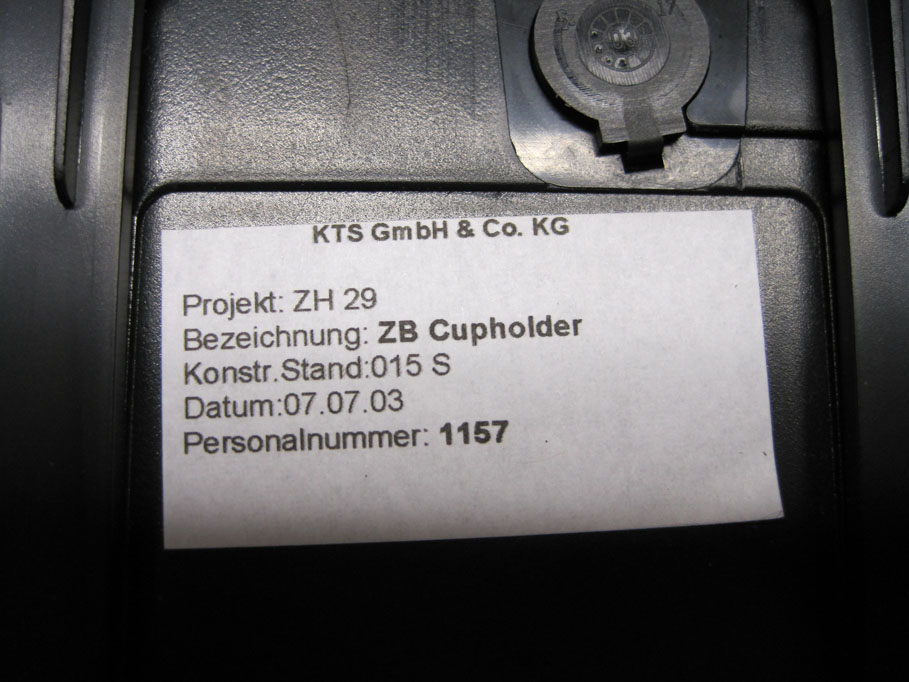 KTS GmbH & Co. KG
Projekt: ZH 29
Bezeichnung: ZB Cupholder
Konstr.Stand:015 S
Datum:07.07.03
Personalnummer: 1157